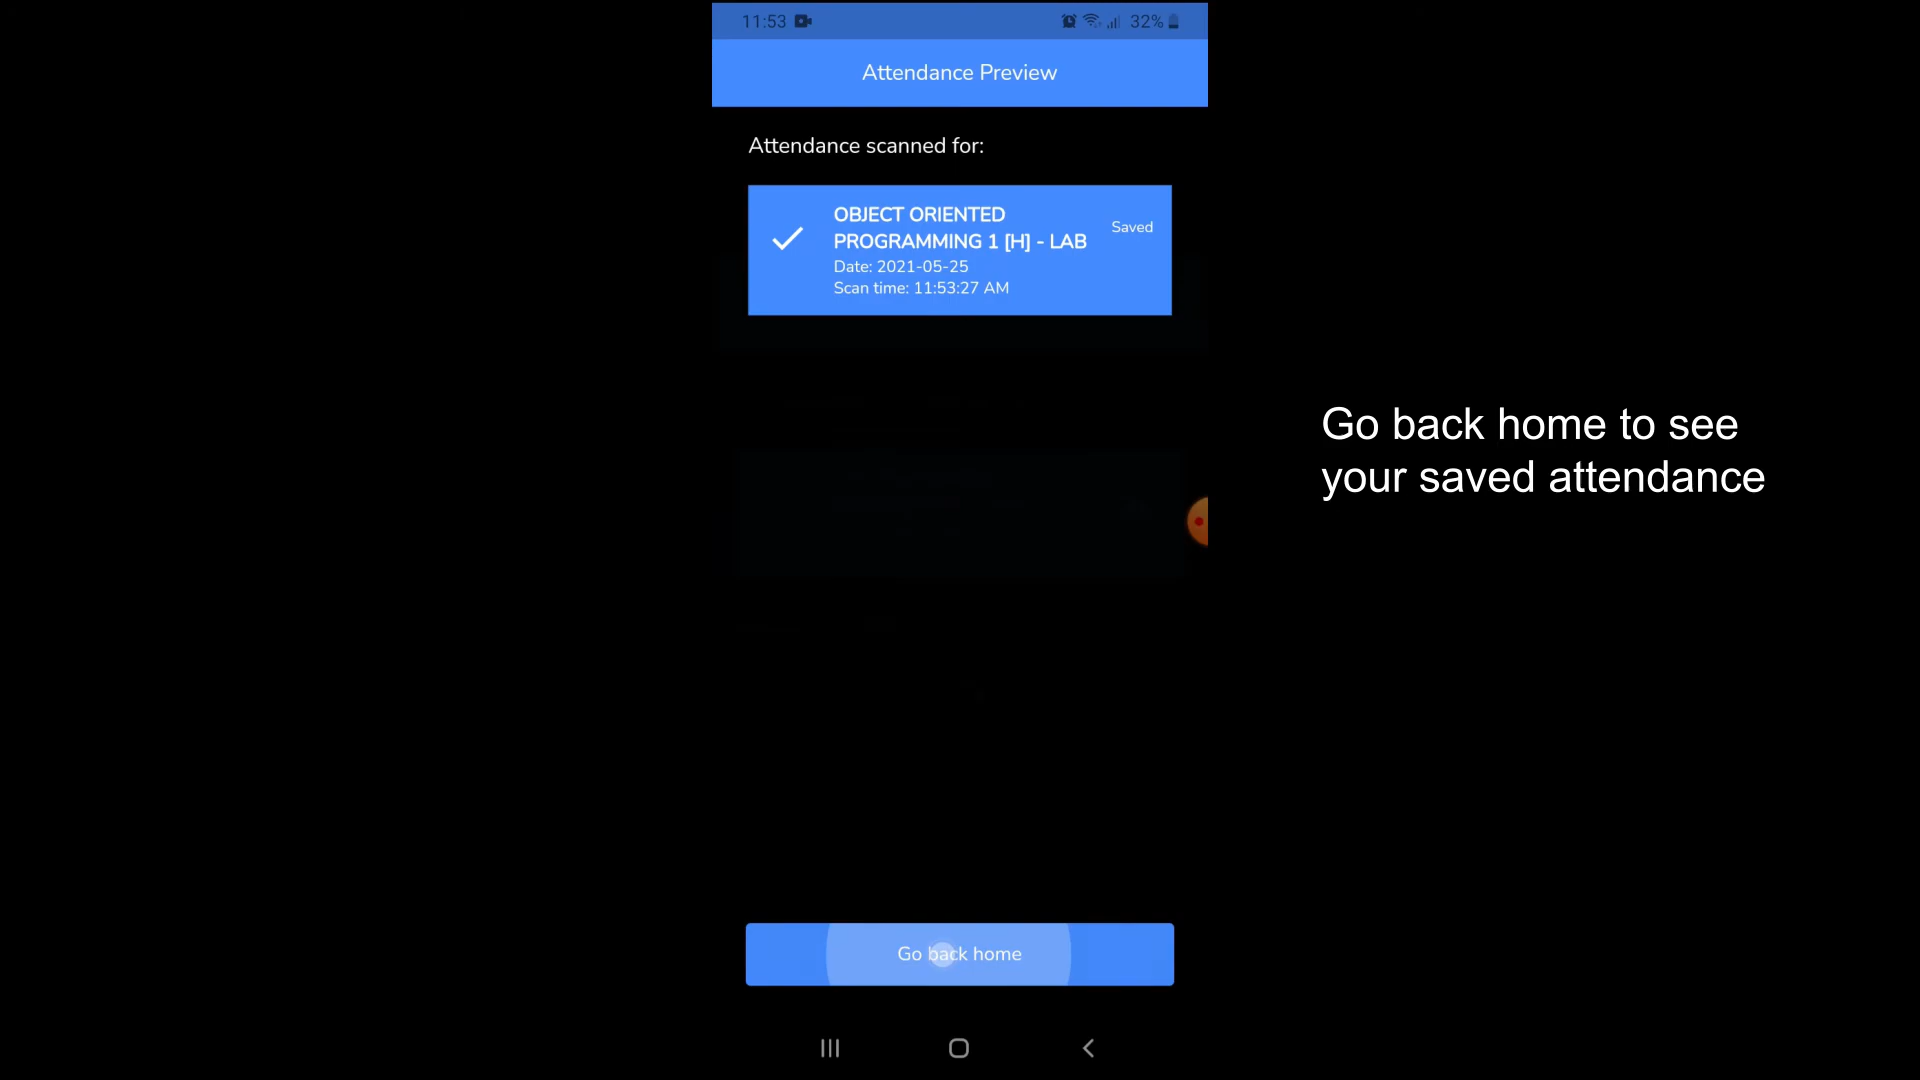 11:53
32%
Attendance Preview
Attendance scanned for:
OBJECT ORIENTED
PROGRAMMING 1 [H] - LAB
Saved
Date: 2021-05-25
Scan time: 11:53:27 AM
Go back home to see
your saved attendance
Go back home